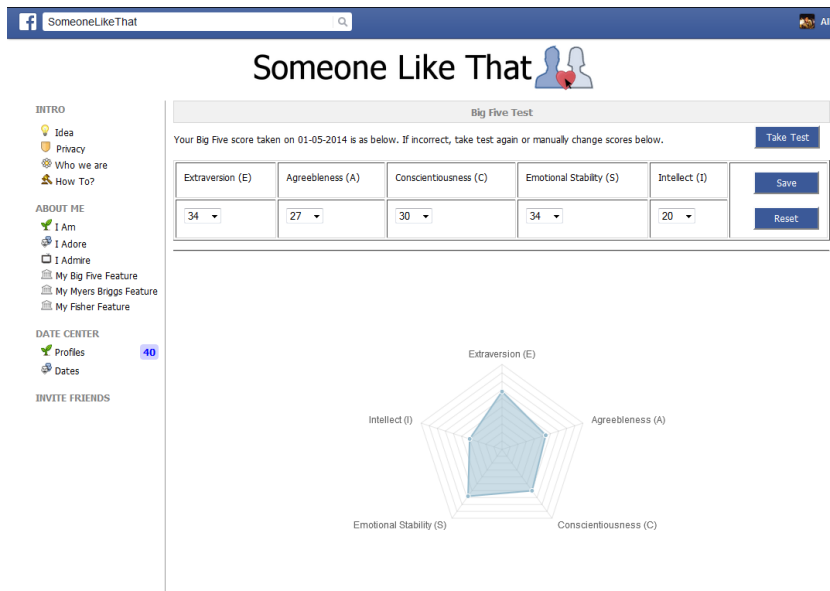 SomeoneLikeThat
Al
Someone Like That
INTRO
Idea
Privacy
Who we are
How To?
ABOUT ME
I Am
I Adore
I Admire
My Big Five Feature
My Myers Briggs Feature
My Fisher Feature
DATE CENTER
Profiles 40
Dates
INVITE FRIENDS
Big Five Test
Your Big Five score taken on 01-05-2014 is as below. If incorrect, take test again or manually change scores below.
Take Test
Extraversion (E) Agreebleness (A) Conscientiousness (C) Emotional Stability (S) Intellect (I) Save
34 27 30 34 20 Reset
Extraversion (E)
Intellect (I) Agreebleness (A)
Emotional Stability (S) Conscientiousness (C)